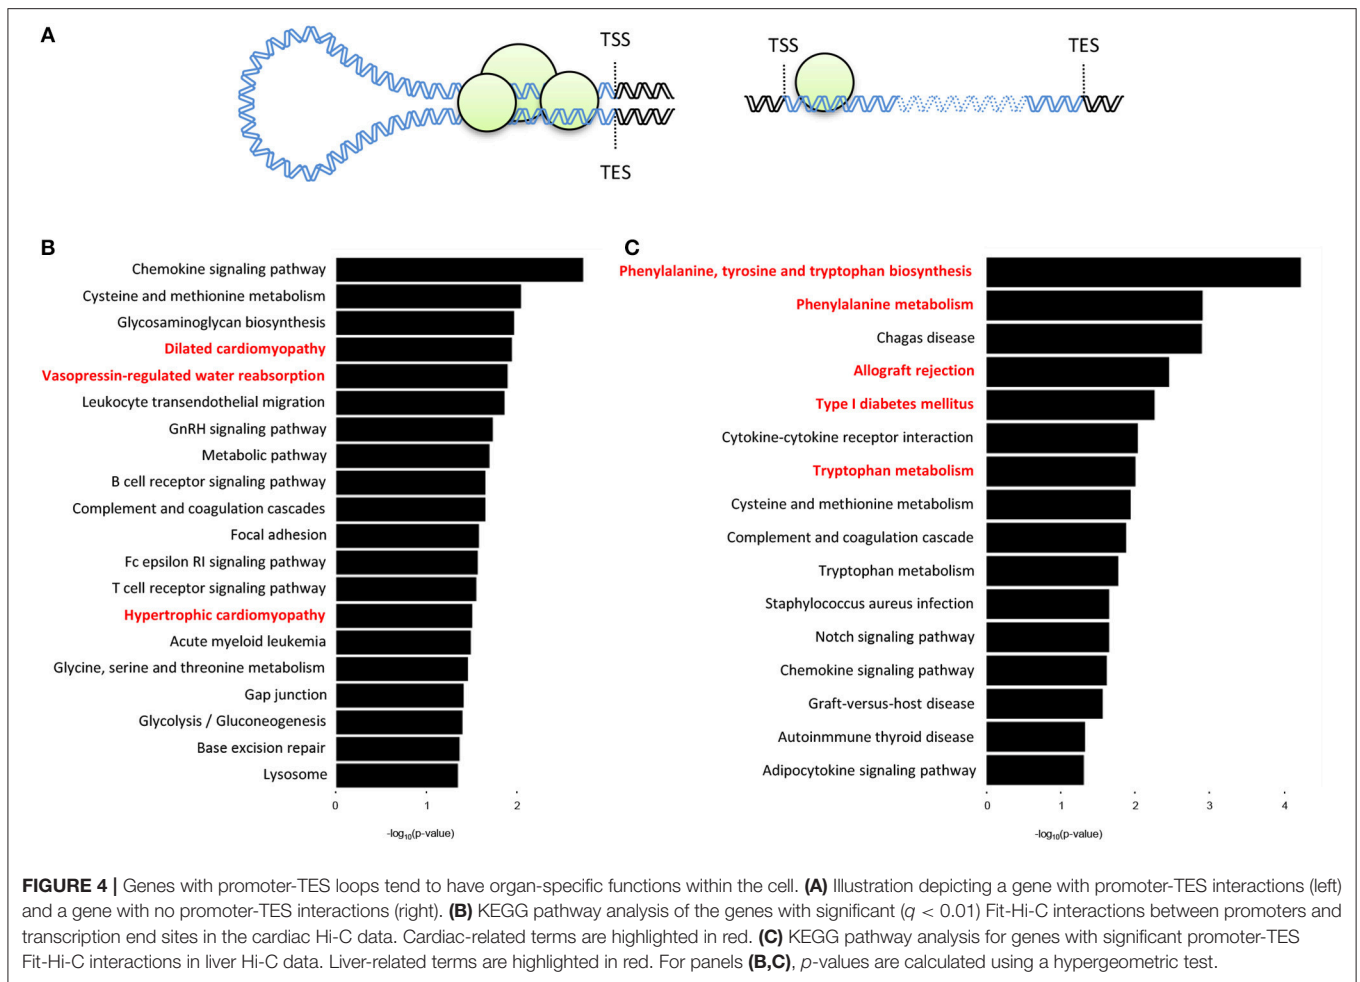 A
TSS
TES
TSS
TES
B
Chemokine signaling pathway
Cysteine and methionine metabolism
Glycosaminoglycan biosynthesis
Dilated cardiomyopathy
Vasopressin-regulated water reabsorption
Leukocyte transendothelial migration
GnRH signaling pathway
Metabolic pathway
B cell receptor signaling pathway
Complement and coagulation cascades
Focal adhesion
Fc epsilon RI signaling pathway
T cell receptor signaling pathway
Hypertrophic cardiomyopathy
Acute myeloid leukemia
Glycine, serine and threonine metabolism
Gap junction
Glycolysis / Gluconeogenesis
Base excision repair
Lysosome
0 1 2
-log10(p-value)
C
Phenylalanine, tyrosine and tryptophan biosynthesis
Phenylalanine metabolism
Chagas disease
Allograft rejection
Type I diabetes mellitus
Cytokine-cytokine receptor interaction
Tryptophan metabolism
Cysteine and methionine metabolism
Complement and coagulation cascade
Tryptophan metabolism
Staphylococcus aureus infection
Notch signaling pathway
Chemokine signaling pathway
Graft-versus-host disease
Autoinmmune thyroid disease
Adipocytokine signaling pathway
0 1 2 3 4
-log10(p-value)
FIGURE 4 | Genes with promoter-TES loops tend to have organ-specific functions within the cell. (A) Illustration depicting a gene with promoter-TES interactions (left)
and a gene with no promoter-TES interactions (right). (B) KEGG pathway analysis of the genes with significant (q < 0.01) Fit-Hi-C interactions between promoters and
transcription end sites in the cardiac Hi-C data. Cardiac-related terms are highlighted in red. (C) KEGG pathway analysis for genes with significant promoter-TES
Fit-Hi-C interactions in liver Hi-C data. Liver-related terms are highlighted in red. For panels (B,C), p-values are calculated using a hypergeometric test.